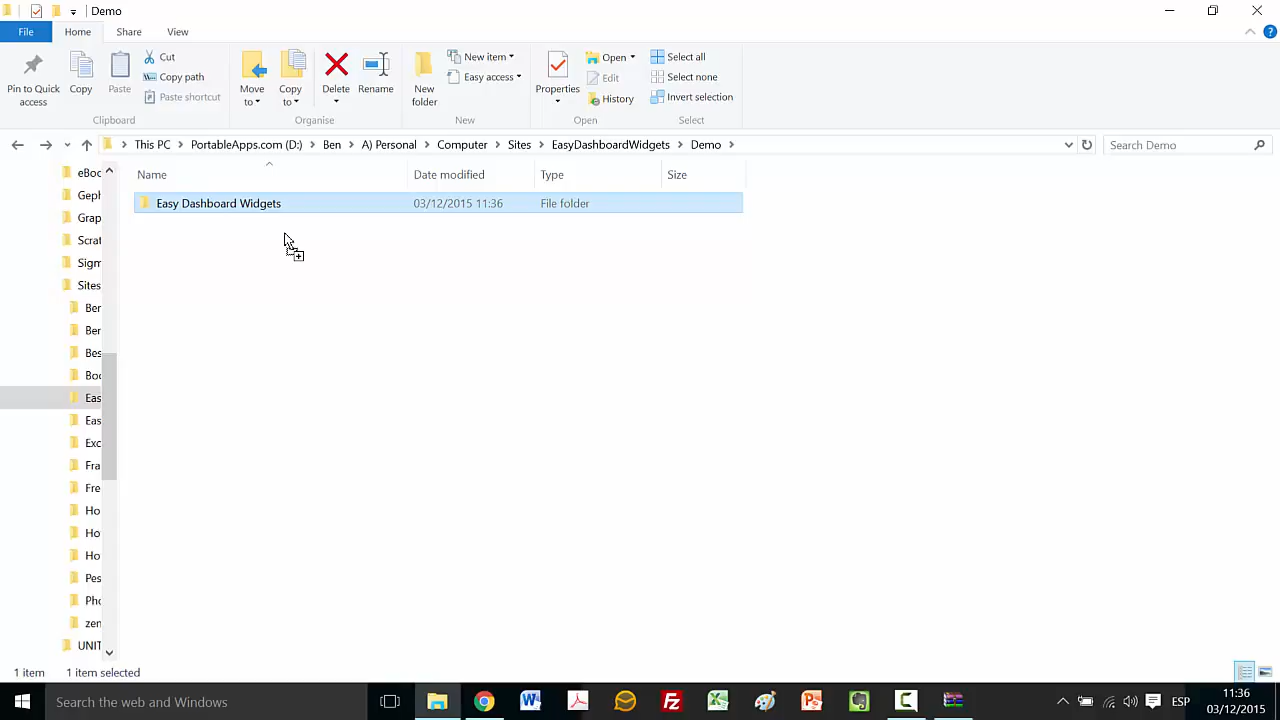 Demo
File Home Share View
Pin to Quick access
Copy
Paste
Cut
Copy path
Paste shortcut
Clipboard
Move to
Copy to
Delete
Rename
Organise
New folder
New item
Easy access
New
Properties
Open
Edit
History
Open
Select all
Select none
Invert selection
Select
This PC PortableApps.com (D:) Ben A) Personal Computer Sites EasyDashboardWidgets Demo
Search Demo
Name Date modified Type Size
Easy Dashboard Widgets 03/12/2015 11:36 File folder
eBoo
Geph
Grap
Scrat
Sigm
Sites
Ber
Ber
Bes
Boo
Eas
Eas
Exc
Fra
Fre
Ho
Ho
Ho
Pes
Pho
zen
UNIT
1 item 1 item selected
Search the web and Windows
ESP
11:36
03/12/2015